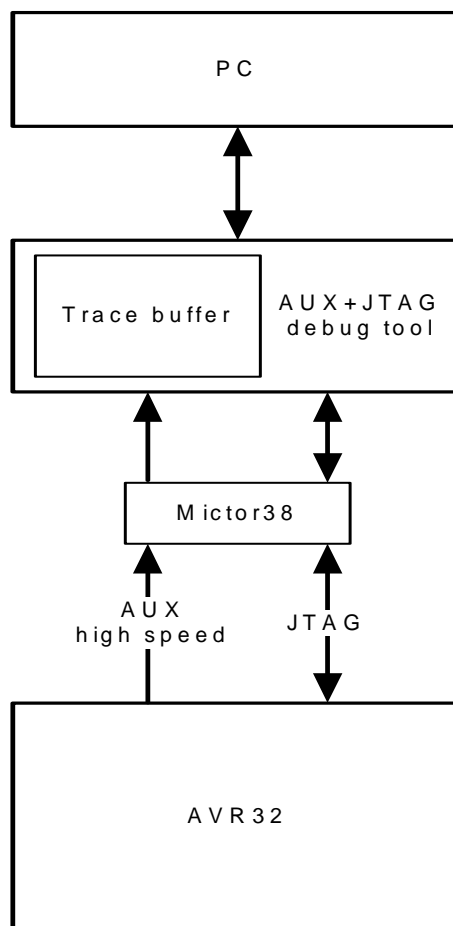 PC
Trace buffer
AUX+JTAG
debug tool
Mictor38
AUX
high speed
JTAG
AVR32